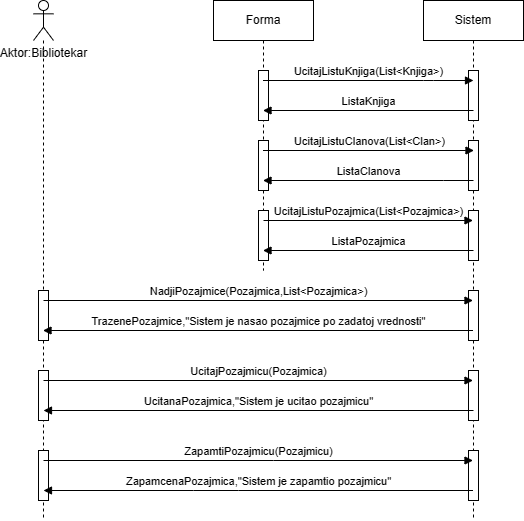 Forma
Sistem
Aktor:Bibliotekar
UcitajListuKnjiga(List<Knjiga>)
ListaKnjiga
UcitajListuClanova(List<Clan>)
ListaClanova
UcitajListuPozajmica(List<Pozajmica>)
ListaPozajmica
NadjiPozajmice(Pozajmica,List<Pozajmica>)
TrazenePozajmice,"Sistem je nasao pozajmice po zadatoj vrednosti"
UcitajPozajmicu(Pozajmica)
UcitanaPozajmica,"Sistem je ucitao pozajmicu"
ZapamtiPozajmicu(Pozajmicu)
ZapamcenaPozajmica,"Sistem je zapamtio pozajmicu"